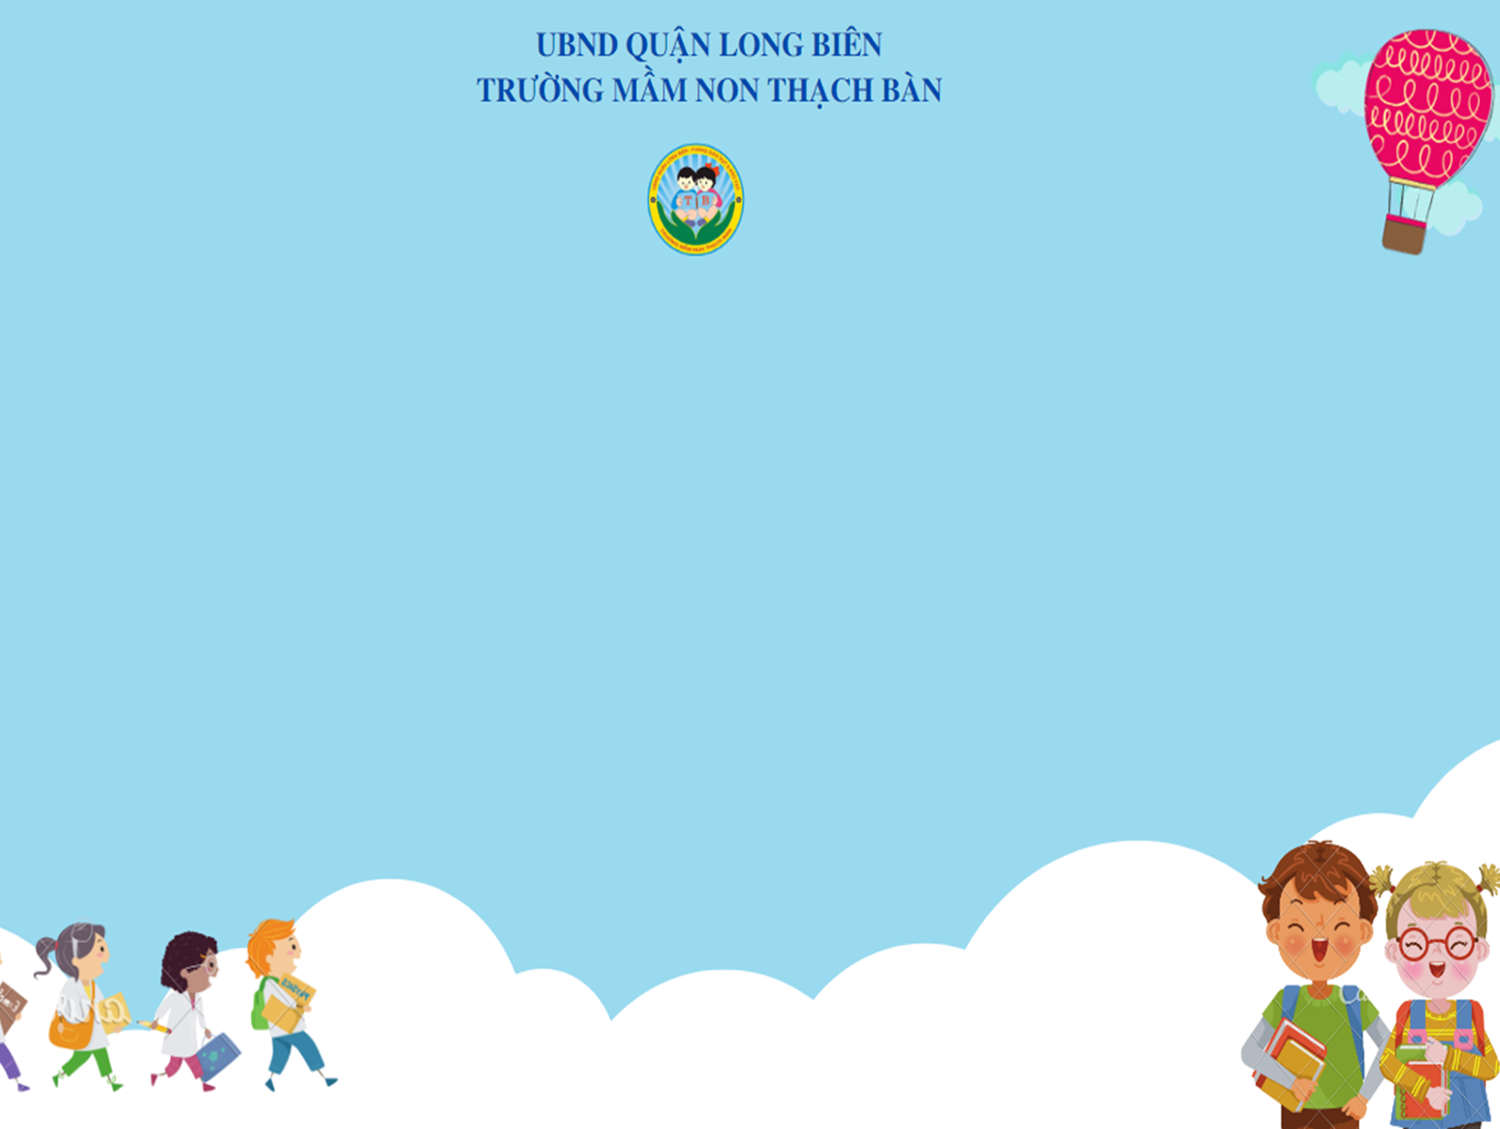 UBND QUẬN LONG BIÊN
TRƯỜNG MẦM NON THẠCH BÀN
T B